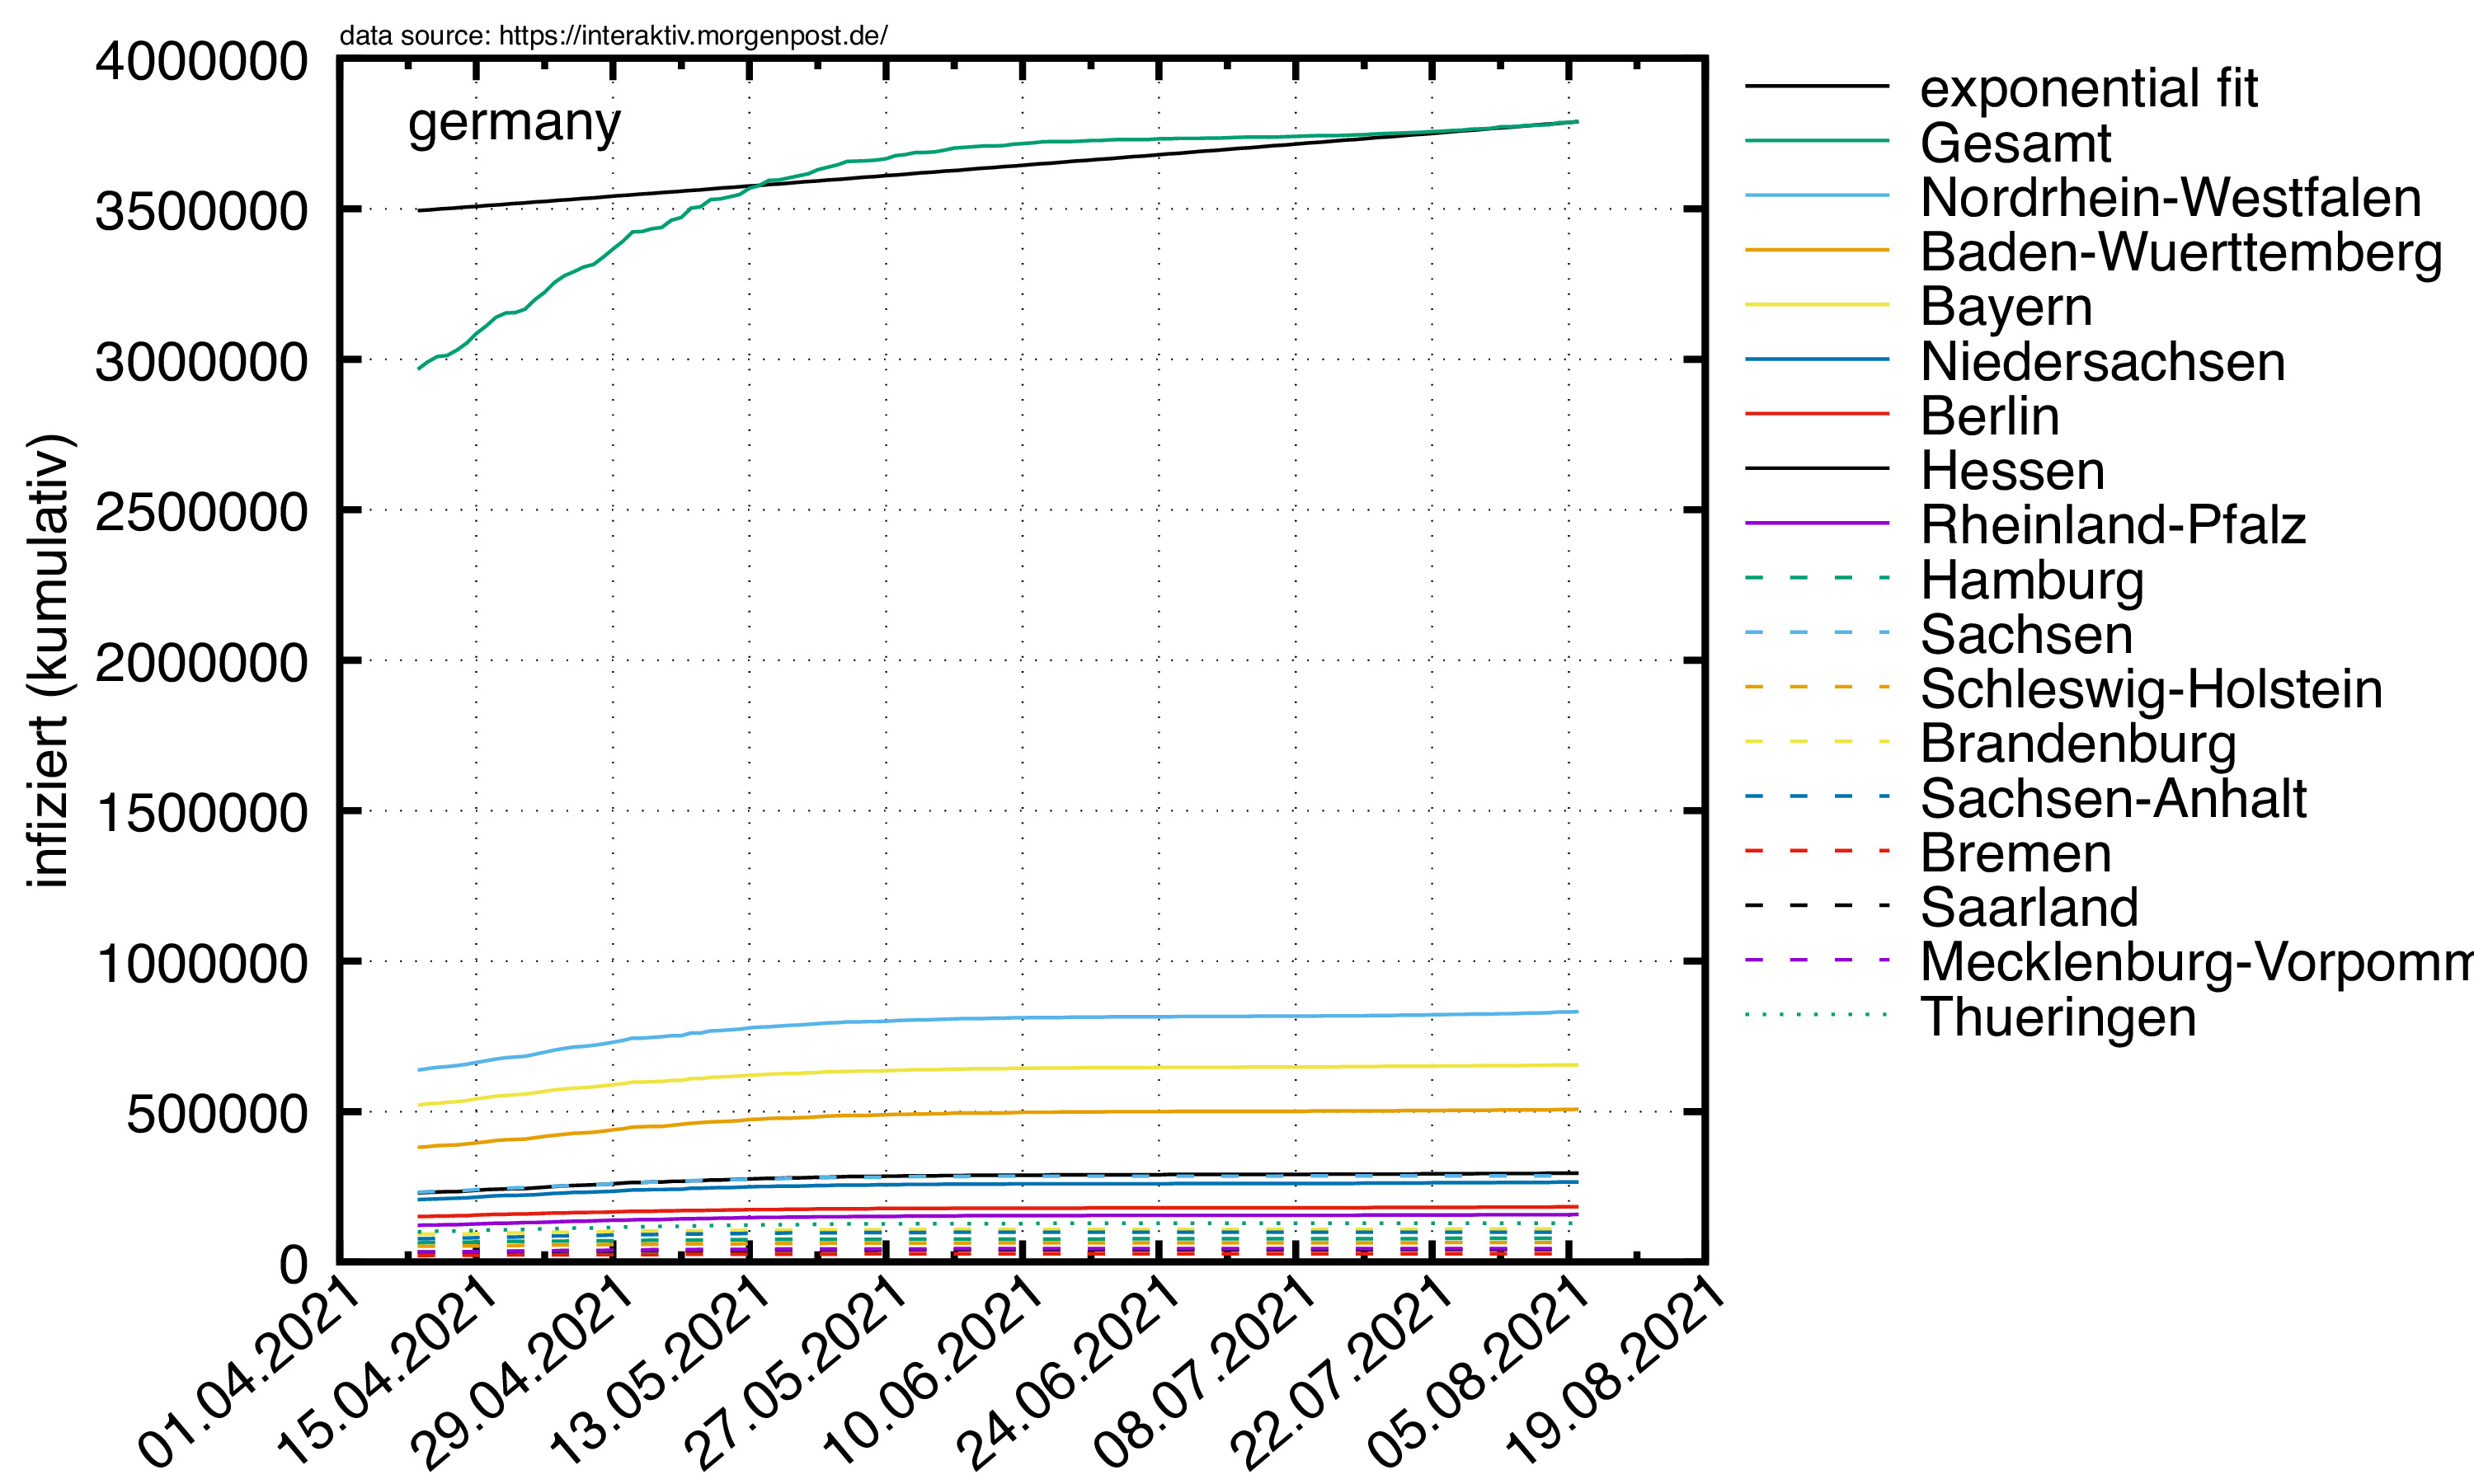 data source: https://interaktiv.morgenpost.de/
germany
infiziert (kumulativ)
4000000
3500000
3000000
2500000
2000000
1500000
1000000
500000
0
01.04.2021
15.04.2021
29.04.2021
13.05.2021
27.05.2021
10.06.2021
24.06.2021
08.07.2021
22.07.2021
05.08.2021
19.08.2021
exponential fit
Gesamt
Nordrhein-Westfalen
Baden-Wuerttemberg
Bayern
Niedersachsen
Berlin
Hessen
Rheinland-Pfalz
Hamburg
Sachsen
Schleswig-Holstein
Brandenburg
Sachsen-Anhalt
Bremen
Saarland
Mecklenburg-Vorpomm
Thueringen